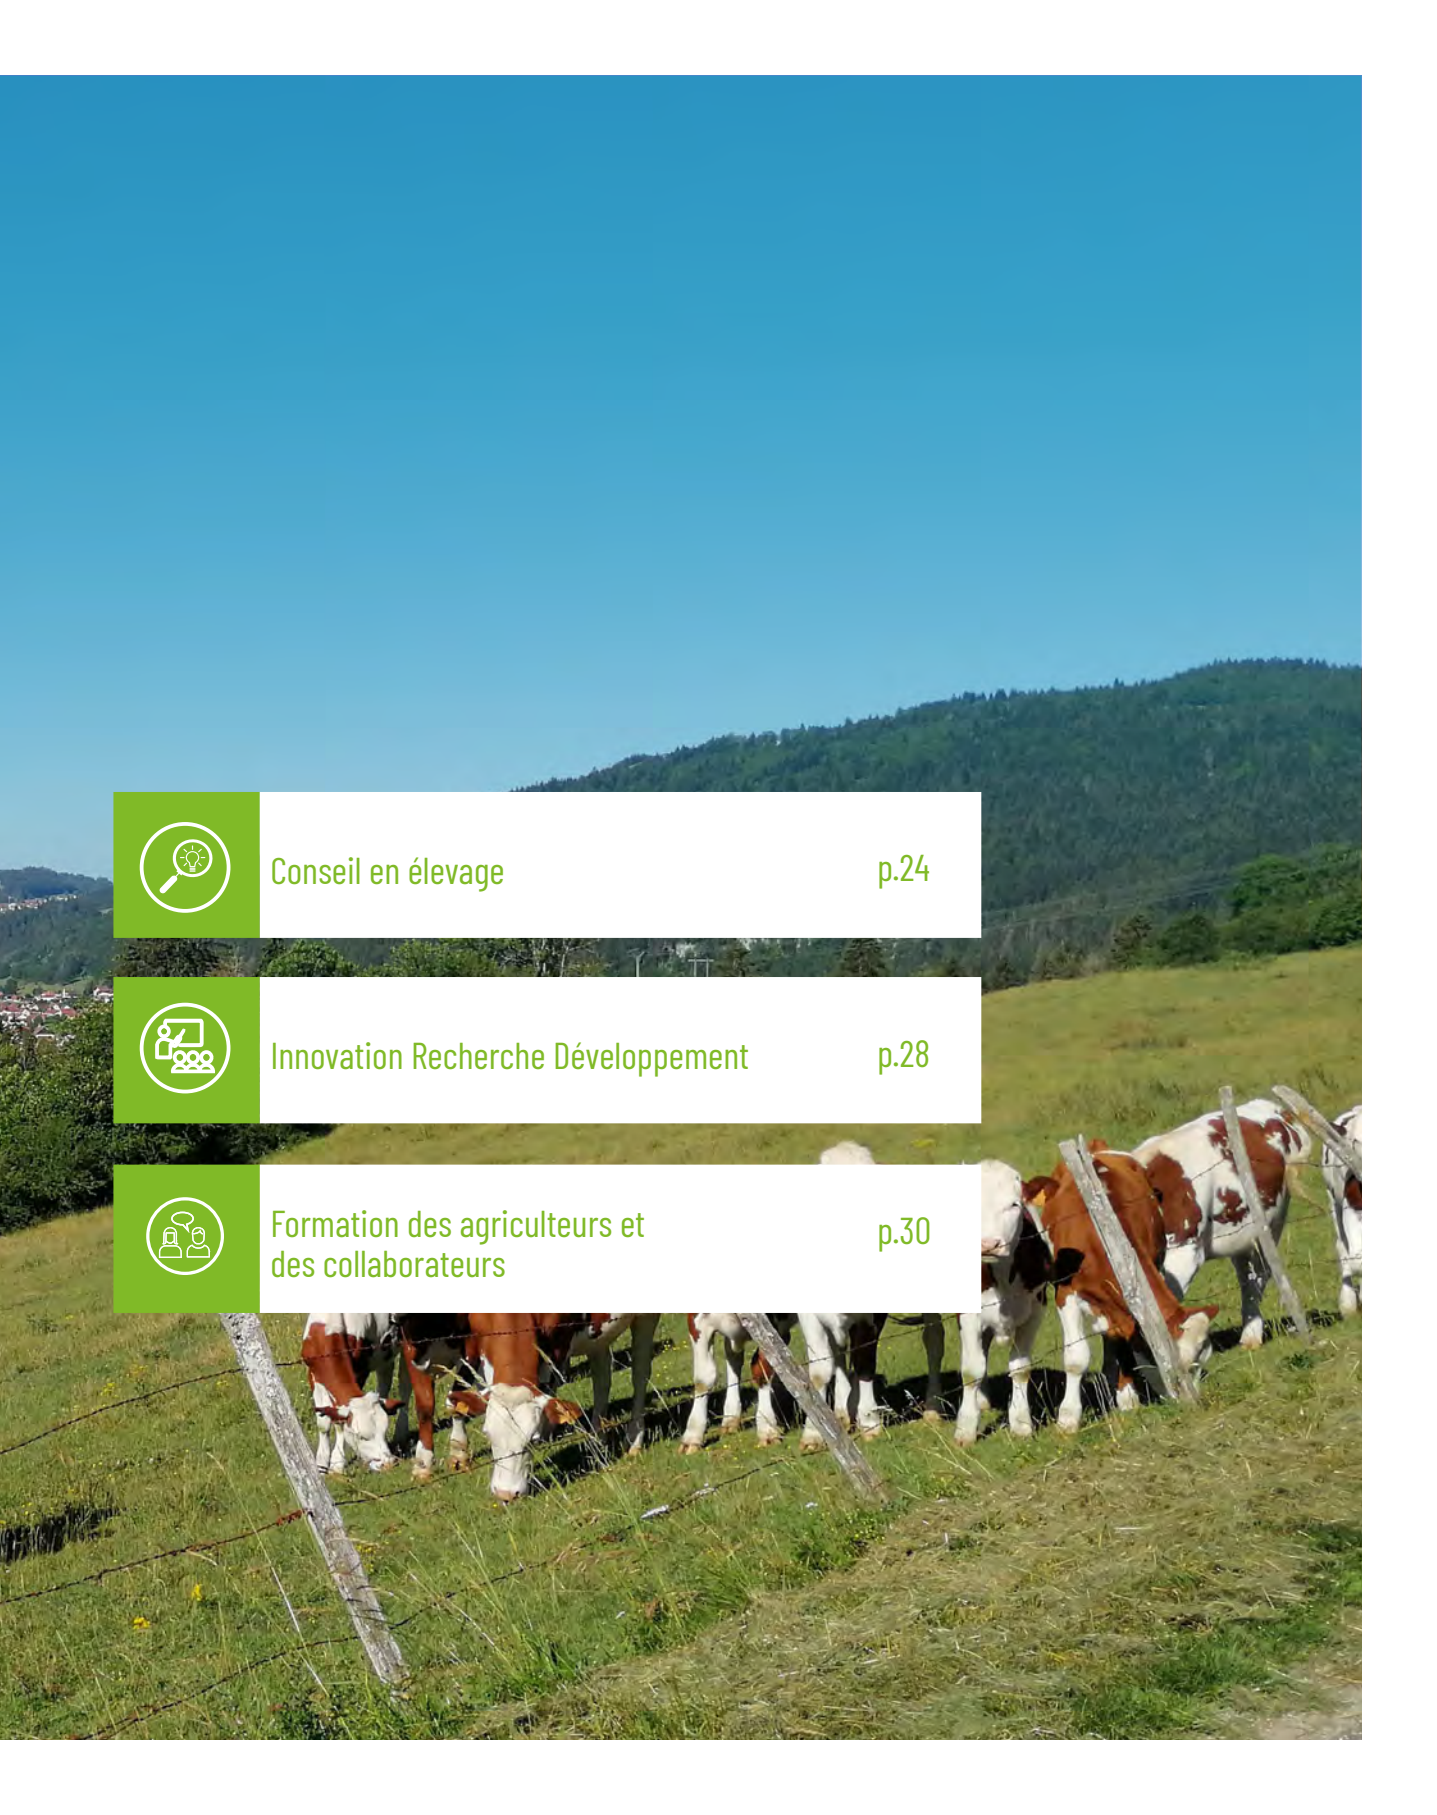 Conseil en élevage p.24
Innovation Recherche Développement p.28
Formation des agriculteurs et p.30
des collaborateurs